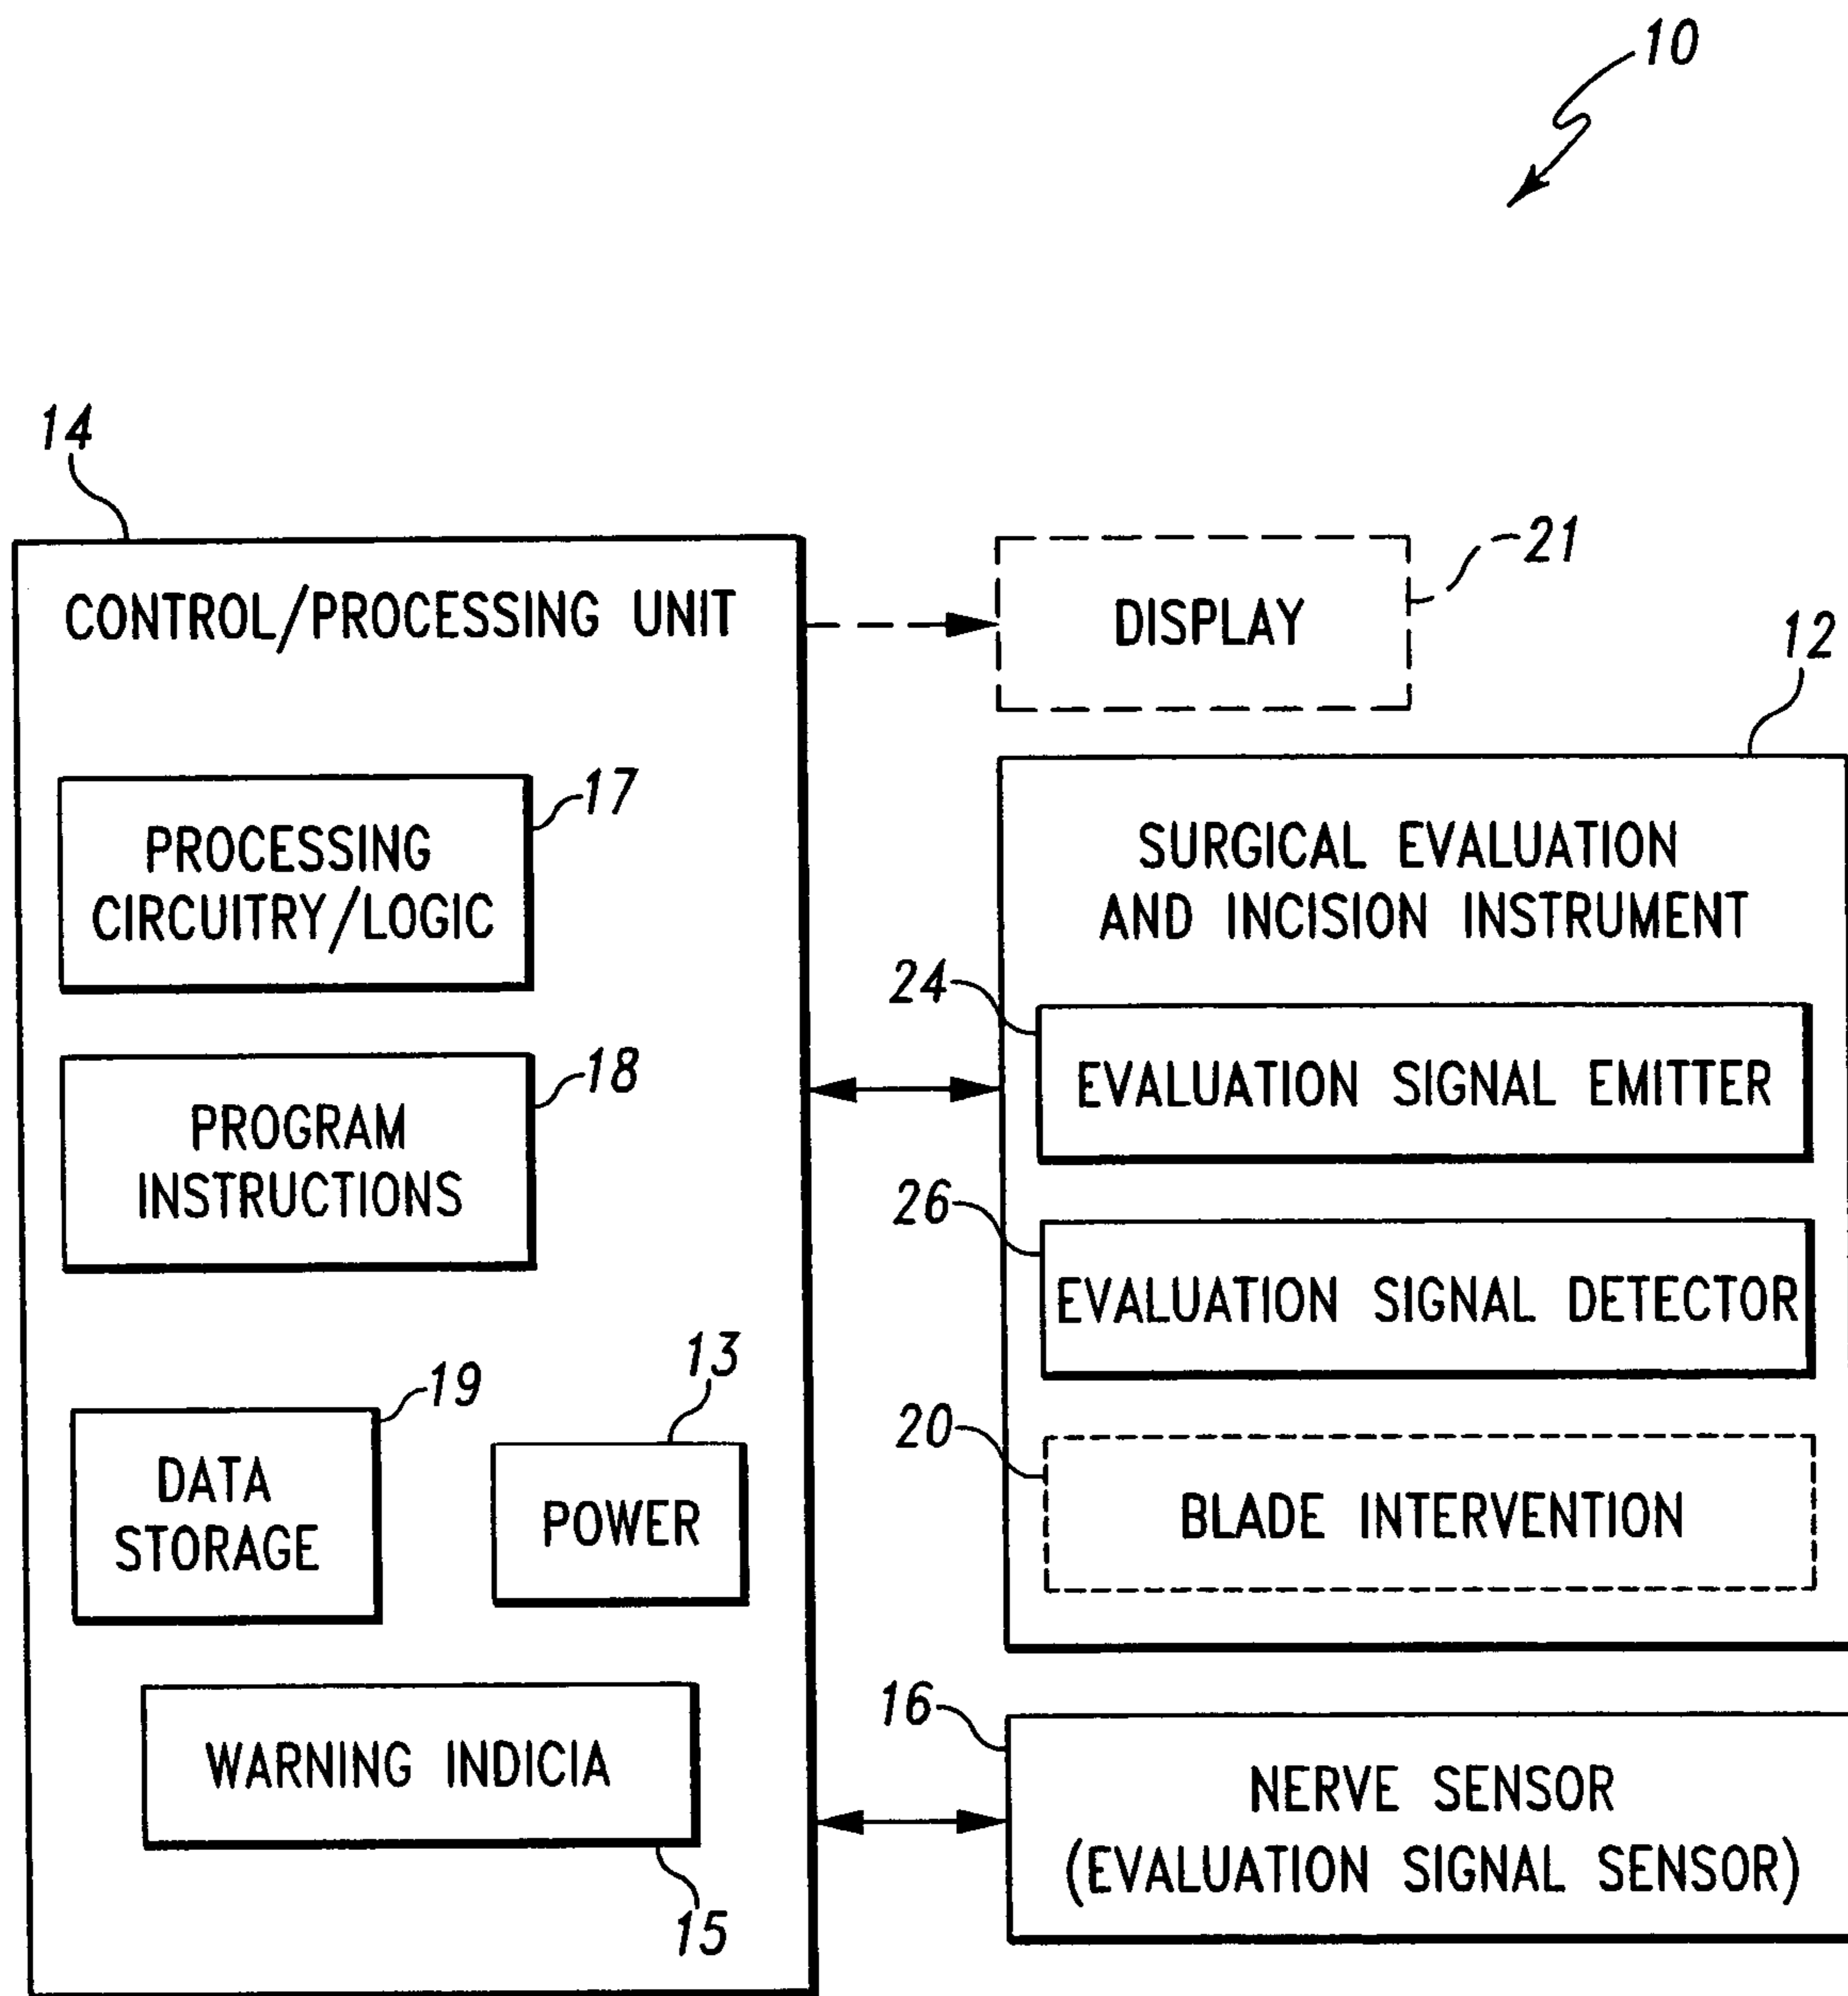 10
14
CONTROL/PROCESSING UNIT
17
PROCESSING
CIRCUITRY/LOGIC
18
PROGRAM
INSTRUCTIONS
19
DATA
STORAGE
13
POWER
WARNING INDICIA
15
21
DISPLAY
12
SURGICAL EVALUATION
AND INCISION INSTRUMENT
24
EVALUATION SIGNAL EMITTER
26
EVALUATION SIGNAL DETECTOR
20
BLADE INTERVENTION
16
NERVE SENSOR
(EVALUATION SIGNAL SENSOR)